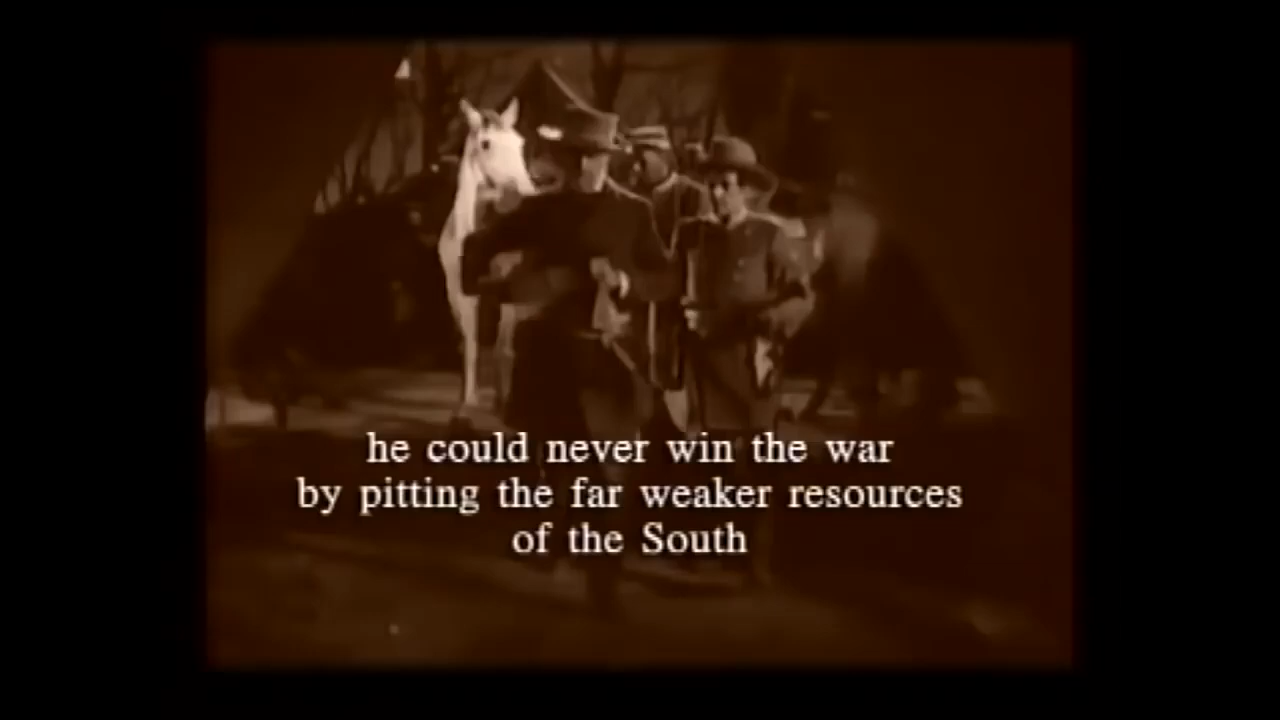 he could never win the war
by pitting the far weaker resources
of the South